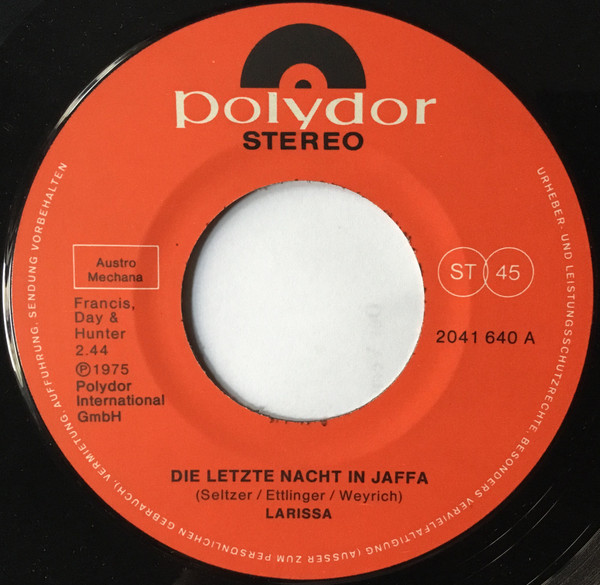 polydor
STEREO
Austro
Mechana
Francis,
Day &
Hunter
2.44
℗1975
Polydor
International
GmbH
ST 45
2041 640 A
DIE LETZTE NACHT IN JAFFA
(Seltzer/Ettlinger/Weyrich)
LARISSA
URHEBER- UND LEISTUNGSSCHUTZRECHTE, BESONDERS VERVIELFÄLTIGUNG (AUSSER ZUM PERSÖNLICHEN GEBRAUCH), VERMIETUNG, AUFFÜHRUNG, SENDUNG VORBEHALTEN